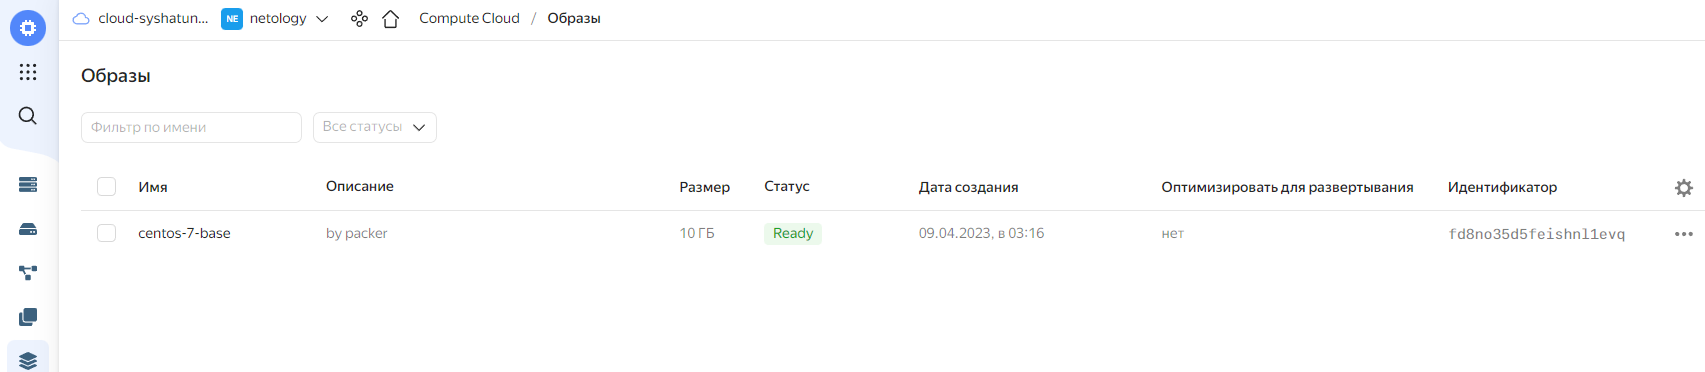 cloud-syshatun... NE netology Compute Cloud / Образы
Образы
Фильтр по имени Все статусы
Имя Описание Размер Статус Дата создания Оптимизировать для развертывания Идентификатор
centos-7-base by packer 10 ГБ Ready 09.04.2023, в 03:16 нет fd8no35d5feishnl1evq